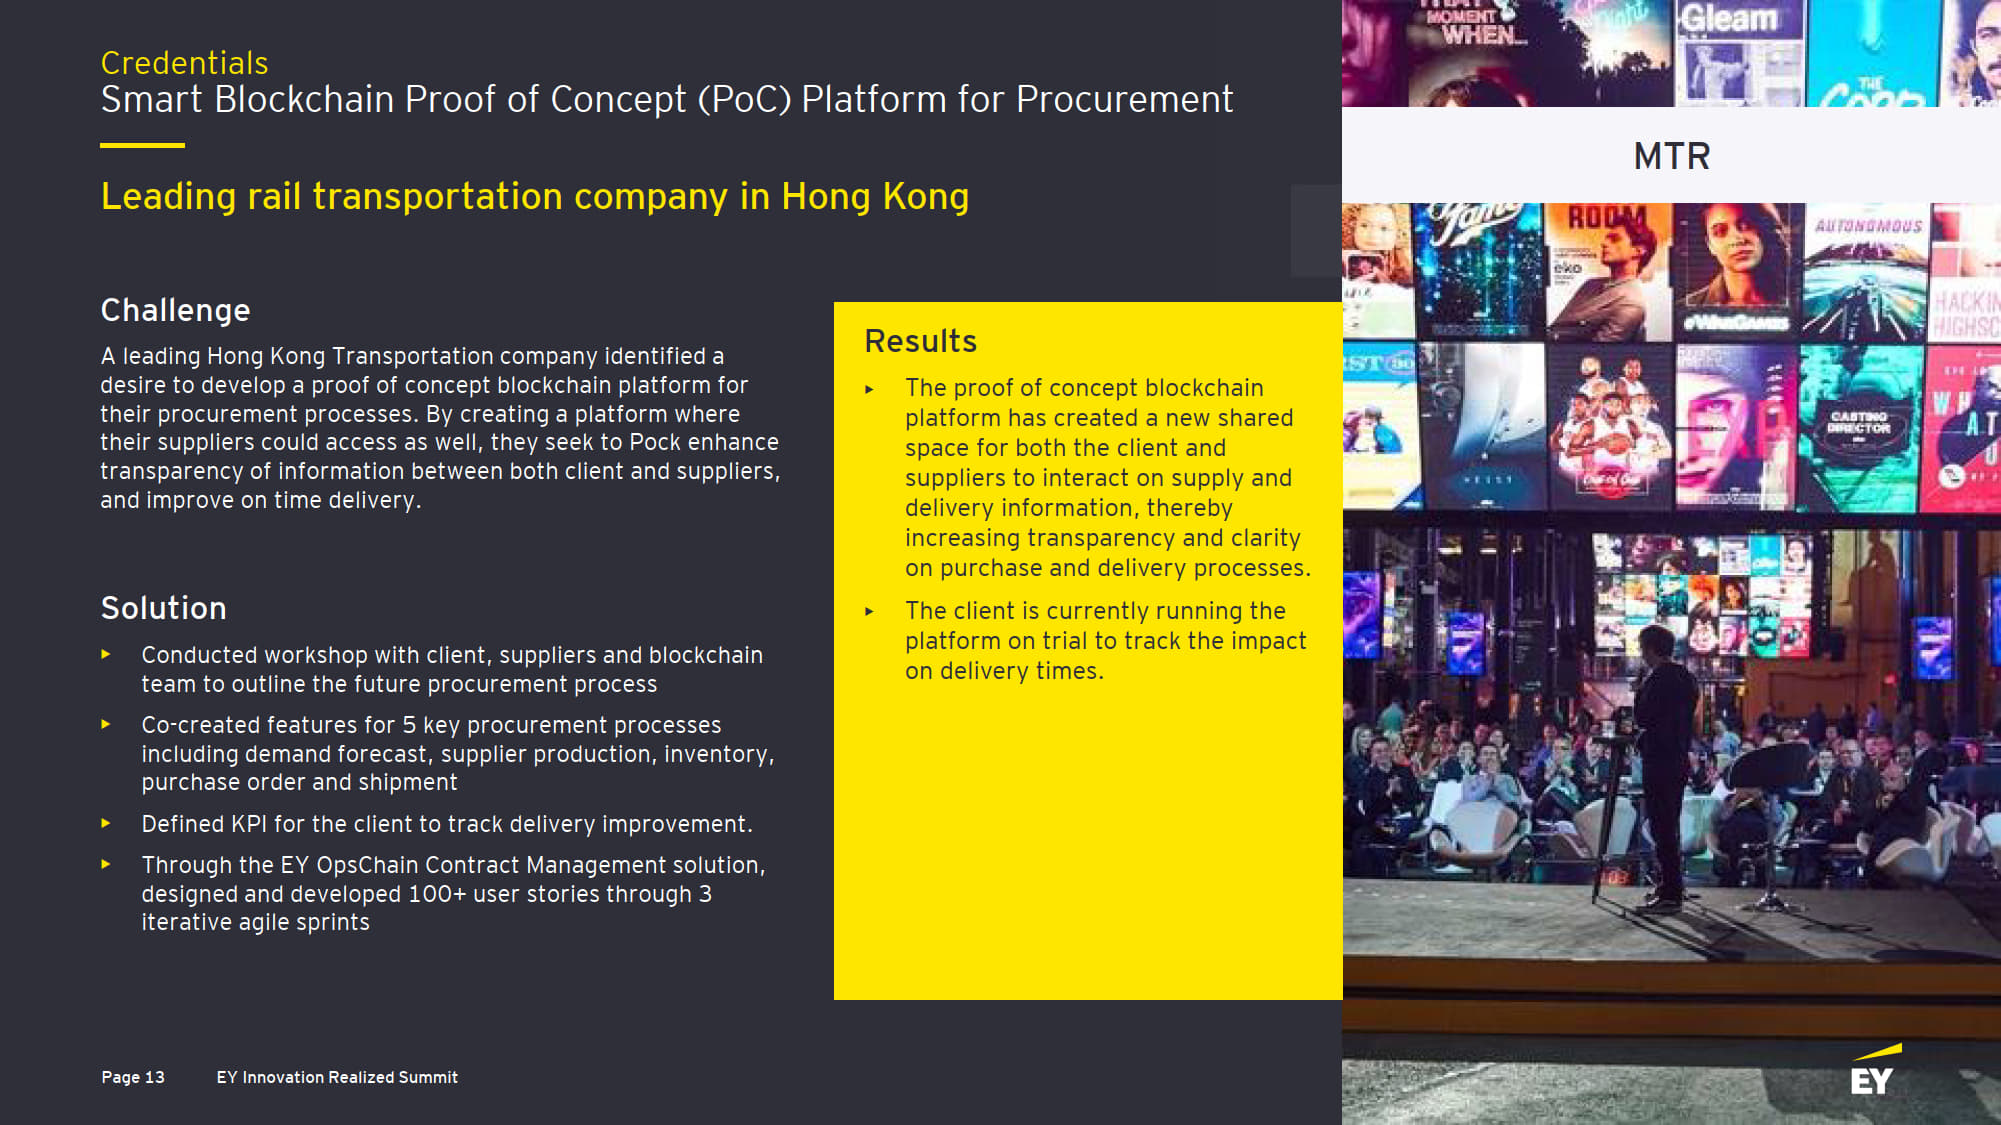 Credentials
Smart Blockchain Proof of Concept (PoC) Platform for Procurement
Leading rail transportation company in Hong Kong
Challenge
A leading Hong Kong Transportation company identified a
desire to develop a proof of concept blockchain platform for
their procurement processes. By creating a platform where
their suppliers could access as well, they seek to Pock enhance
transparency of information between both client and suppliers,
and improve on time delivery.
Solution
▸ Conducted workshop with client, suppliers and blockchain
team to outline the future procurement process
▸ Co-created features for 5 key procurement processes
including demand forecast, supplier production, inventory,
purchase order and shipment
▸ Defined KPI for the client to track delivery improvement.
▸ Through the EY OpsChain Contract Management solution,
designed and developed 100+ user stories through 3
iterative agile sprints
Results
▸ The proof of concept blockchain
platform has created a new shared
space for both the client and
suppliers to interact on supply and
delivery information, thereby
increasing transparency and clarity
on purchase and delivery processes.
▸ The client is currently running the
platform on trial to track the impact
on delivery times.
MOMENT
WHEN...
Gleam
THE
MTR
ROOM
eko
#WarGames
AUTONOMOUS
CASTING
DIRECTOR
Page 13 EY Innovation Realized Summit
EY